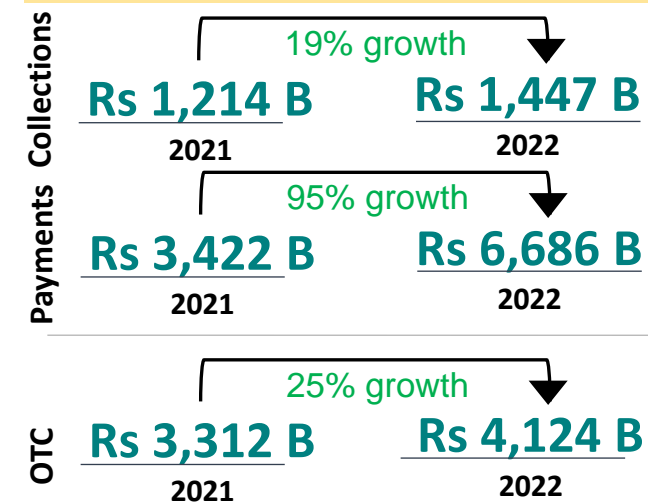 Collections
19% growth
Rs 1,214 B
Rs 1,447 B
2021
2022
Payments
95% growth
Rs 3,422 B
Rs 6,686 B
2021
2022
OTC
25% growth
Rs 3,312 B
Rs 4,124 B
2021
2022